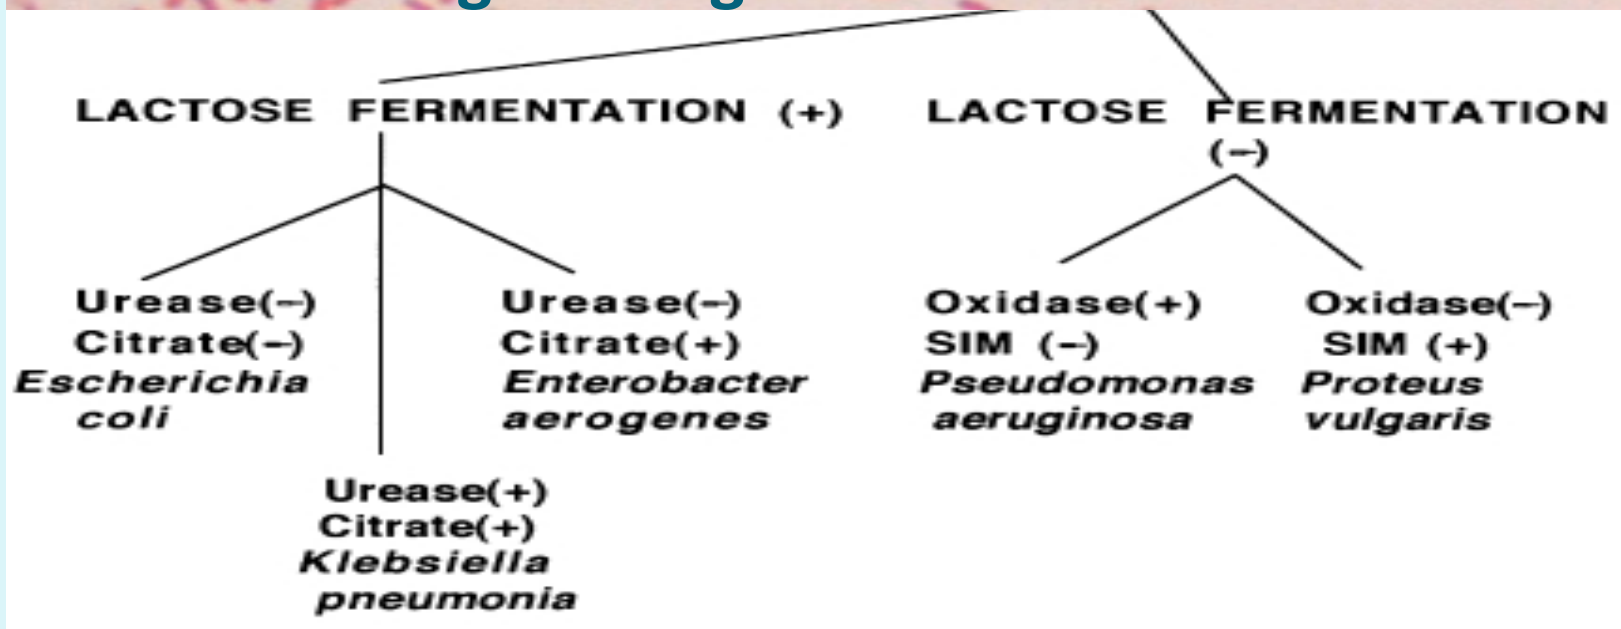 LACTOSE FERMENTATION (+)
LACTOSE FERMENTATION
(−)
Urease(−)
Citrate(−)
Escherichia
coli
Urease(−)
Citrate(+)
Enterobacter
aerogenes
Urease(+)
Citrate(+)
Klebsiella
pneumonia
Oxidase(+)
SIM (−)
Pseudomonas
aeruginosa
Oxidase(−)
SIM (+)
Proteus
vulgaris